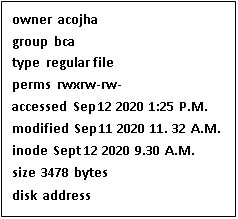 owner acojha
group bca
type regular file
perms rwxrw-rw-
accessed Sep12 2020 1:25 P.M.
modified Sep11 2020 11. 32 A.M.
inode Sept12 2020 9.30 A.M.
size 3478 bytes
disk address